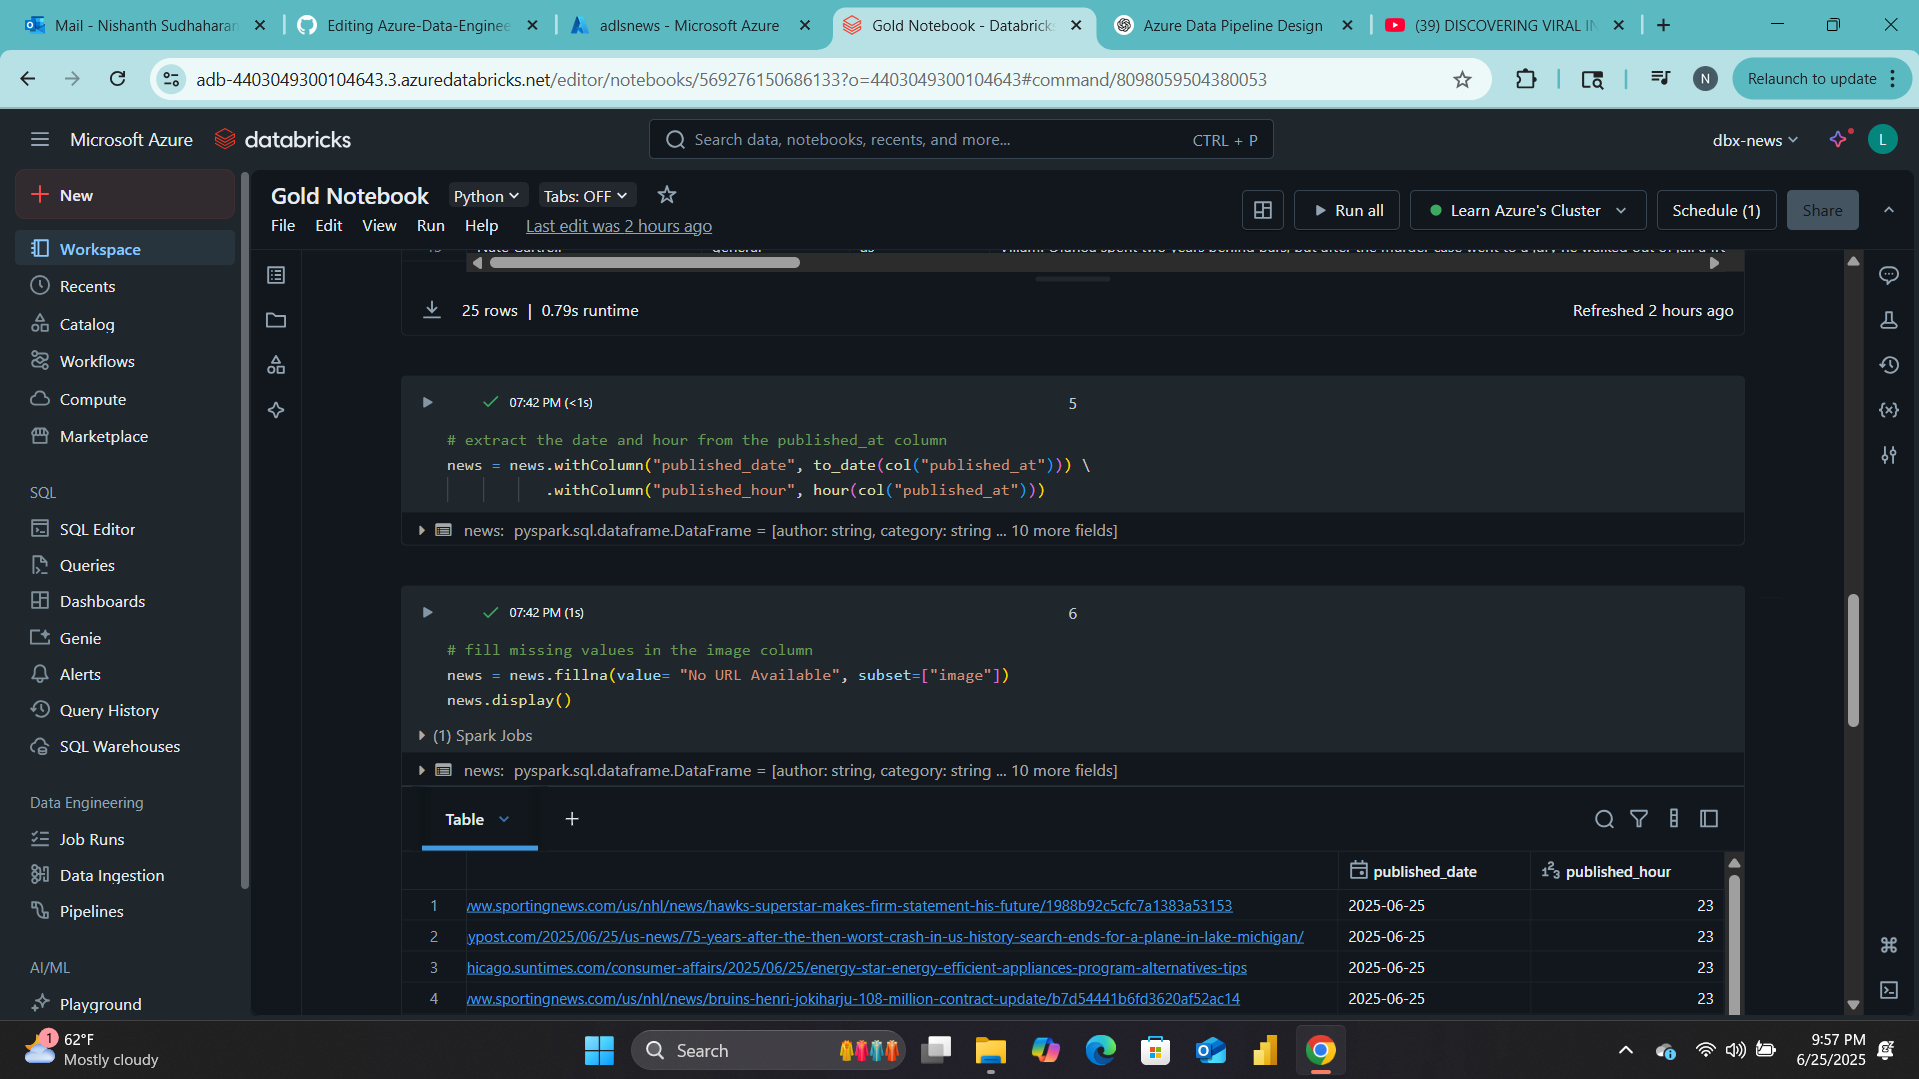 Mail - Nishanth Sudhaharan
Editing Azure-Data-Enginee
adlsnews - Microsoft Azure
Gold Notebook - Databricks
Azure Data Pipeline Design
(39) DISCOVERING VIRAL IN
adb-4403049300104643.3.azuredatabricks.net/editor/notebooks/569276150686133?o=4403049300104643#command/8098059504380053
N
Relaunch to update
Microsoft Azure
databricks
Search data, notebooks, recents, and more...
CTRL + P
dbx-news
L
New
Gold Notebook
Python
Tabs: OFF
File
Edit
View
Run
Help
Last edit was 2 hours ago
Run all
Learn Azure's Cluster
Schedule (1)
Share
Workspace
Recents
Catalog
Workflows
Compute
Marketplace
SQL
SQL Editor
Queries
Dashboards
Genie
Alerts
Query History
SQL Warehouses
Data Engineering
Job Runs
Data Ingestion
Pipelines
AI/ML
Playground
25 rows | 0.79s runtime
Refreshed 2 hours ago
07:42 PM (<1s)
5
# extract the date and hour from the published_at column
news = news.withColumn("published_date", to_date(col("published_at"))) \
.withColumn("published_hour", hour(col("published_at")))
news: pyspark.sql.dataframe.DataFrame = [author: string, category: string ... 10 more fields]
07:42 PM (1s)
6
# fill missing values in the image column
news = news.fillna(value= "No URL Available", subset=["image"])
news.display()
(1) Spark Jobs
news: pyspark.sql.dataframe.DataFrame = [author: string, category: string ... 10 more fields]
Table
published_date
123 published_hour
1 www.sportingnews.com/us/nhl/news/hawks-superstar-makes-firm-statement-his-future/1988b92c5cfc7a1383a53153 2025-06-25 23
2 ypost.com/2025/06/25/us-news/75-years-after-the-then-worst-crash-in-us-history-search-ends-for-a-plane-in-lake-michigan/ 2025-06-25 23
3 hicago.suntimes.com/consumer-affairs/2025/06/25/energy-star-energy-efficient-appliances-program-alternatives-tips 2025-06-25 23
4 www.sportingnews.com/us/nhl/news/bruins-henri-jokiharju-108-million-contract-update/b7d54441b6fd3620af52ac14 2025-06-25 23
1
62°F
Mostly cloudy
Search
9:57 PM
6/25/2025